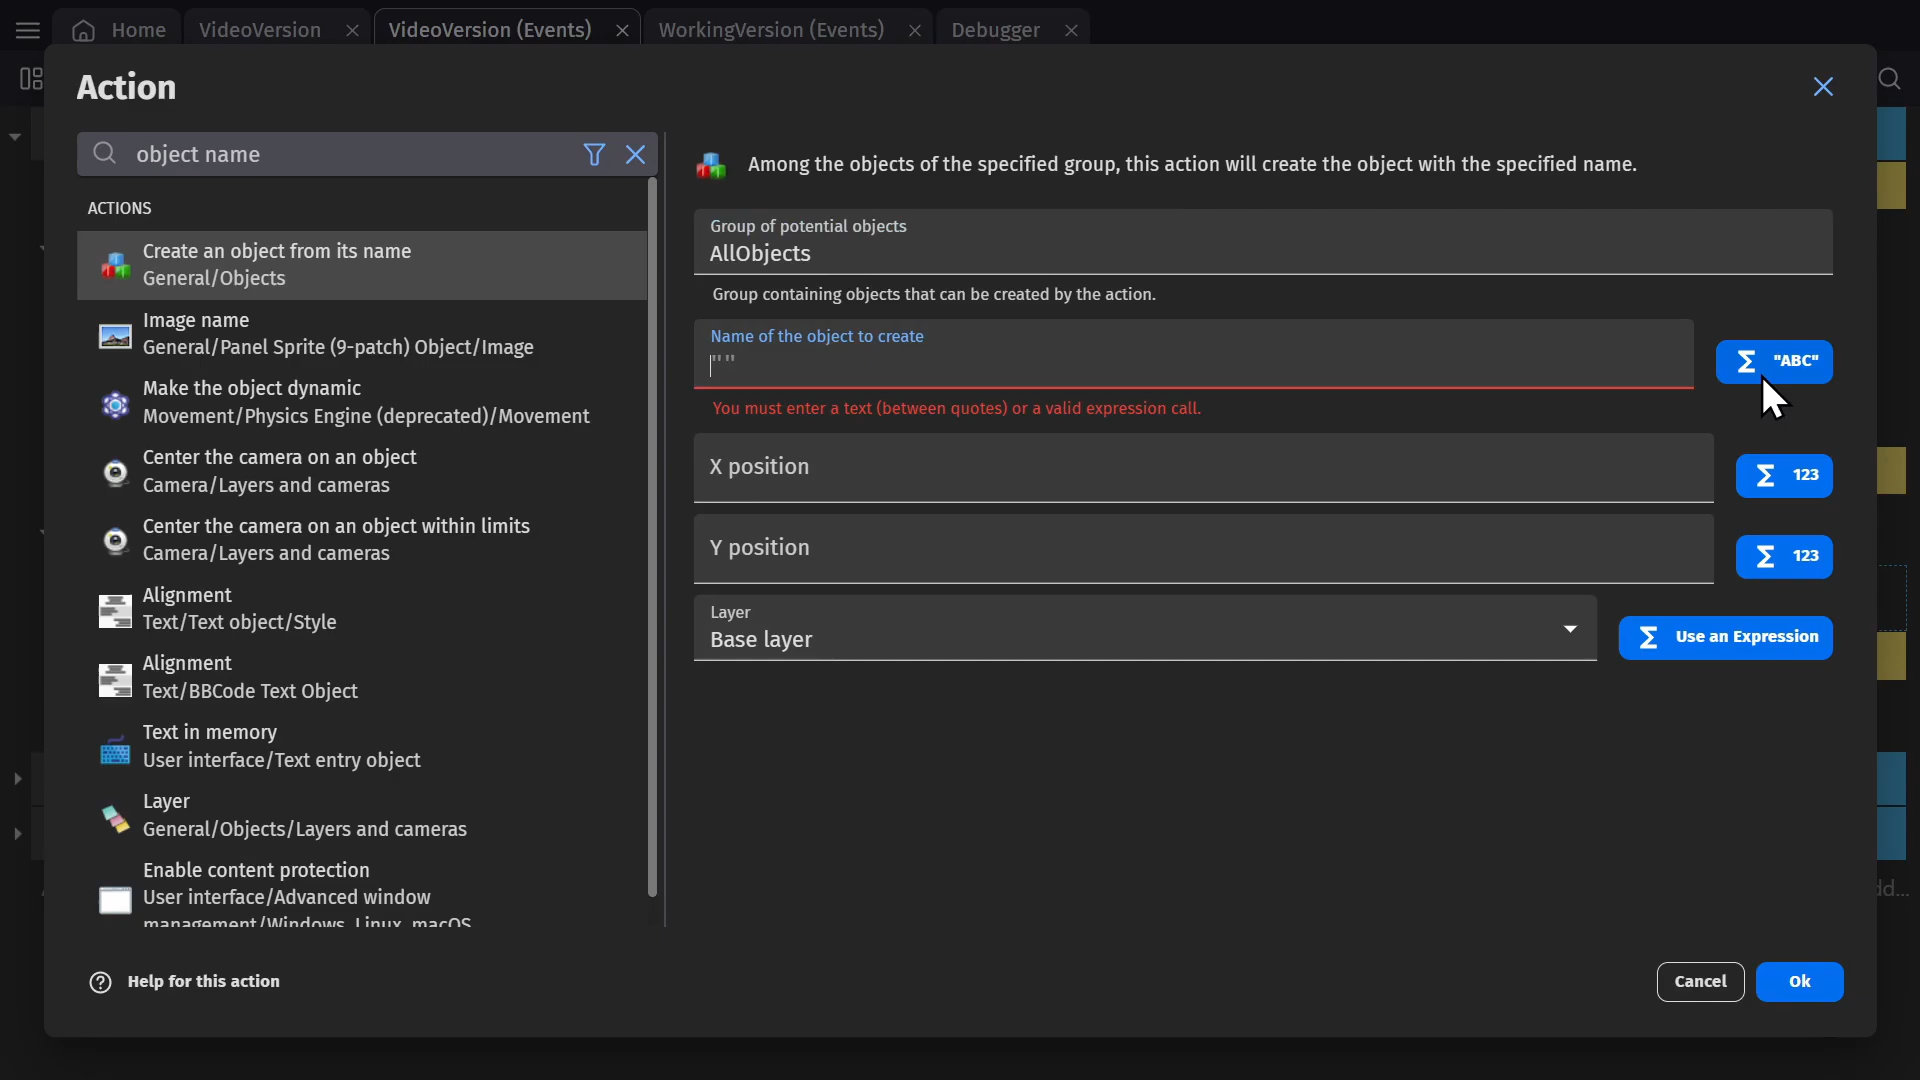 Home
VideoVersion
VideoVersion (Events)
WorkingVersion (Events)
Debugger
Action
object name
ACTIONS
Create an object from its name
General/Objects
Image name
General/Panel Sprite (9-patch) Object/Image
Make the object dynamic
Movement/Physics Engine (deprecated)/Movement
Center the camera on an object
Camera/Layers and cameras
Center the camera on an object within limits
Camera/Layers and cameras
Alignment
Text/Text object/Style
Alignment
Text/BBCode Text Object
Text in memory
User interface/Text entry object
Layer
General/Objects/Layers and cameras
Enable content protection
User interface/Advanced window
management/Windows, Linux, macOS
Among the objects of the specified group, this action will create the object with the specified name.
Group of potential objects
AllObjects
Group containing objects that can be created by the action.
Name of the object to create
""
Σ "ABC"
You must enter a text (between quotes) or a valid expression call.
X position
Σ 123
Y position
Σ 123
Layer
Base layer
Σ Use an Expression
Help for this action
Cancel
Ok